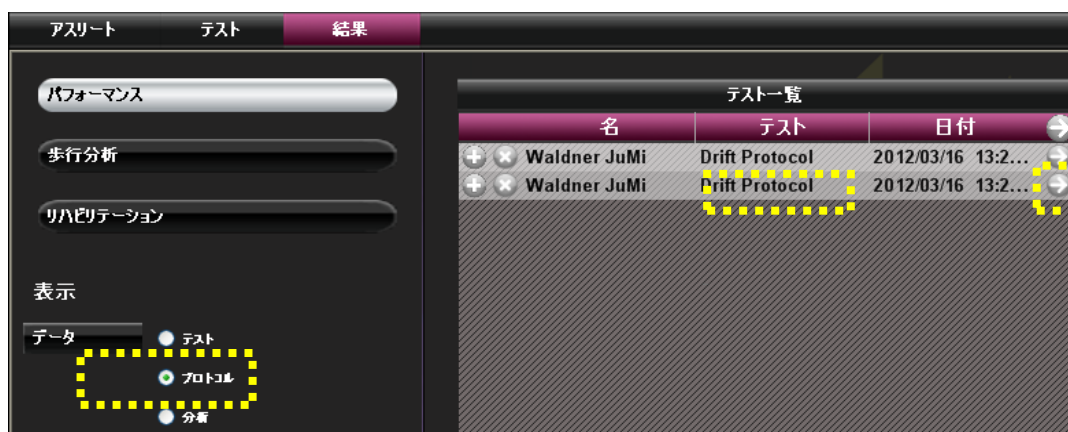 アスリート テスト 結果
パフォーマンス
歩行分析
リハビリテーション
表示
データ テスト
プロトコル
分析
テスト一覧
名 テスト 日付
Waldner JuMi Drift Protocol 2012/03/16 13:2...
Waldner JuMi Drift Protocol 2012/03/16 13:2...